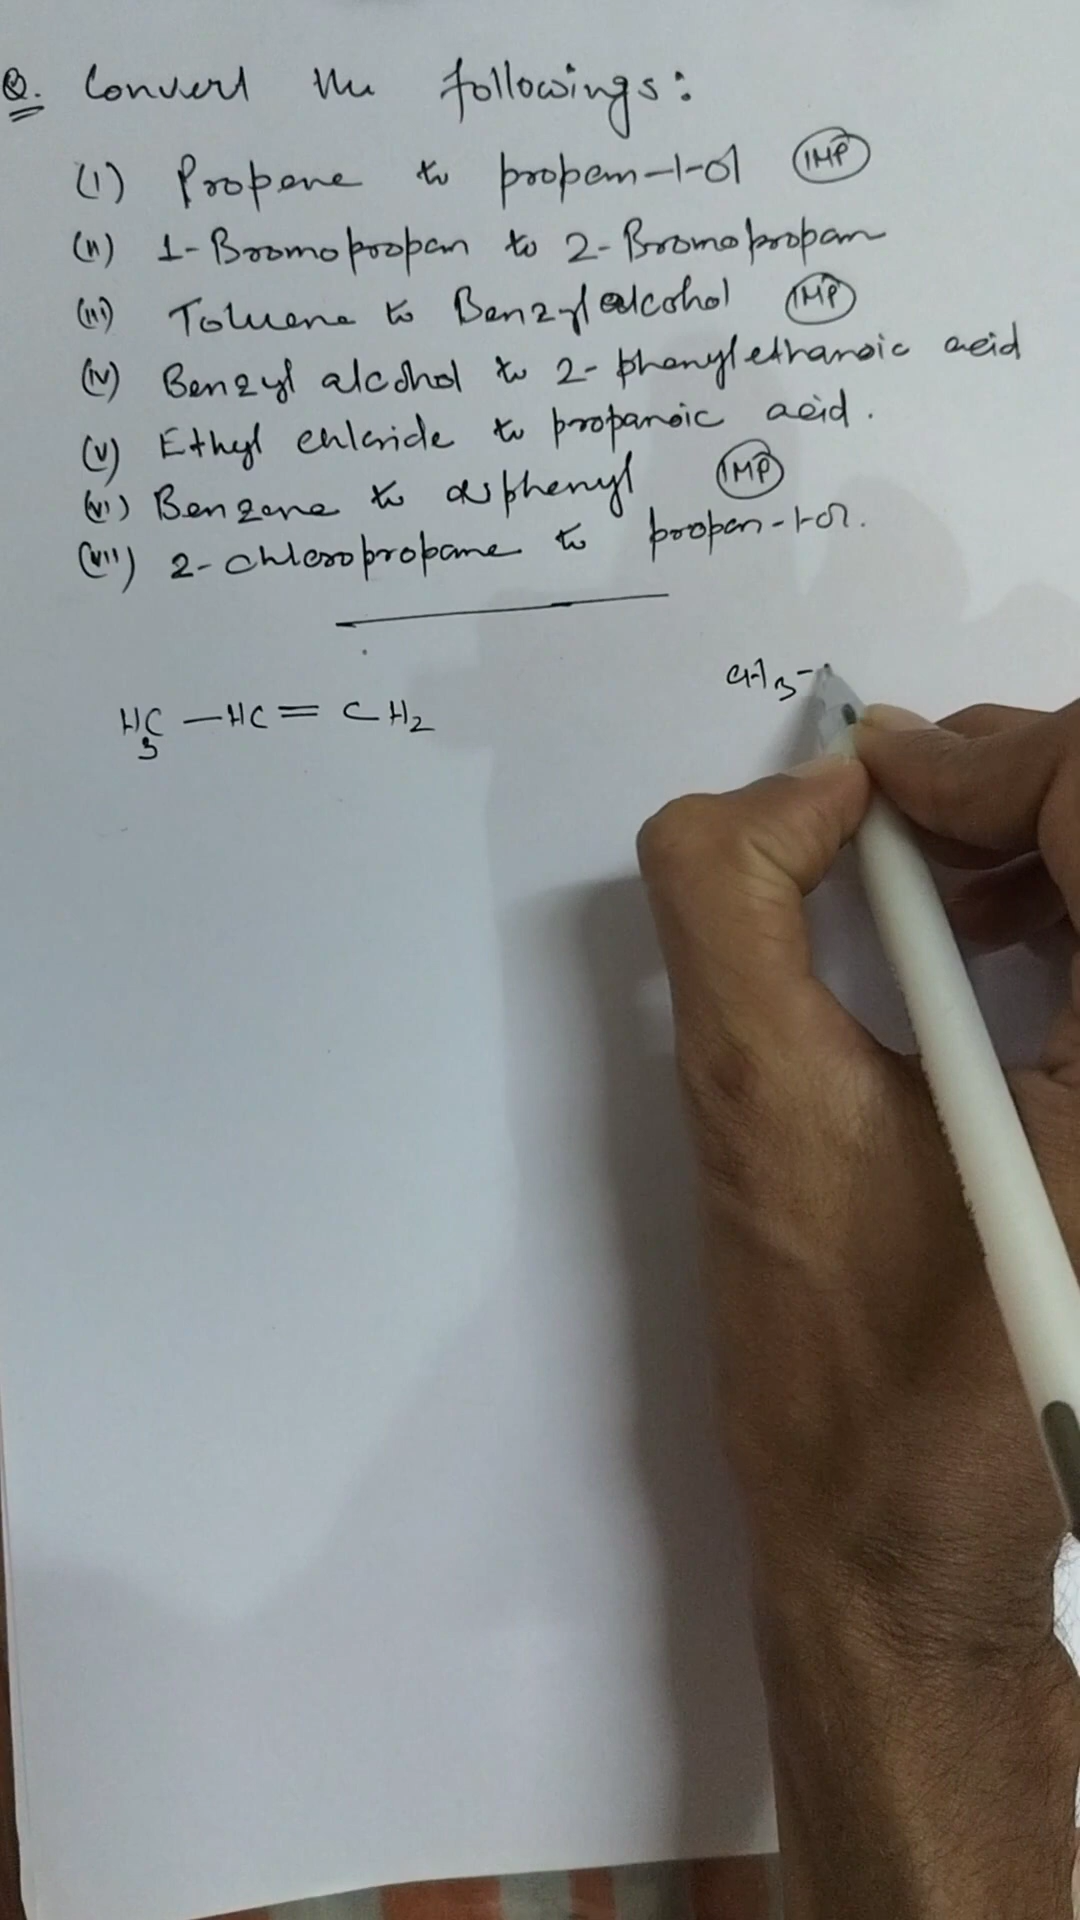 Q. Convert the followings:
(I) Propene to propan-1-ol IMP
(II) 1-Bromopropan to 2-Bromopropan
(III) Toluene to Benzyl alcohol IMP
(IV) Benzyl alcohol to 2-phenylethanoic acid
(V) Ethyl chloride to propanoic acid.
(VI) Benzene to diphenyl IMP
(VII) 2-chloropropane to propan-1-ol.
CH3-
H3C-HC=CH2